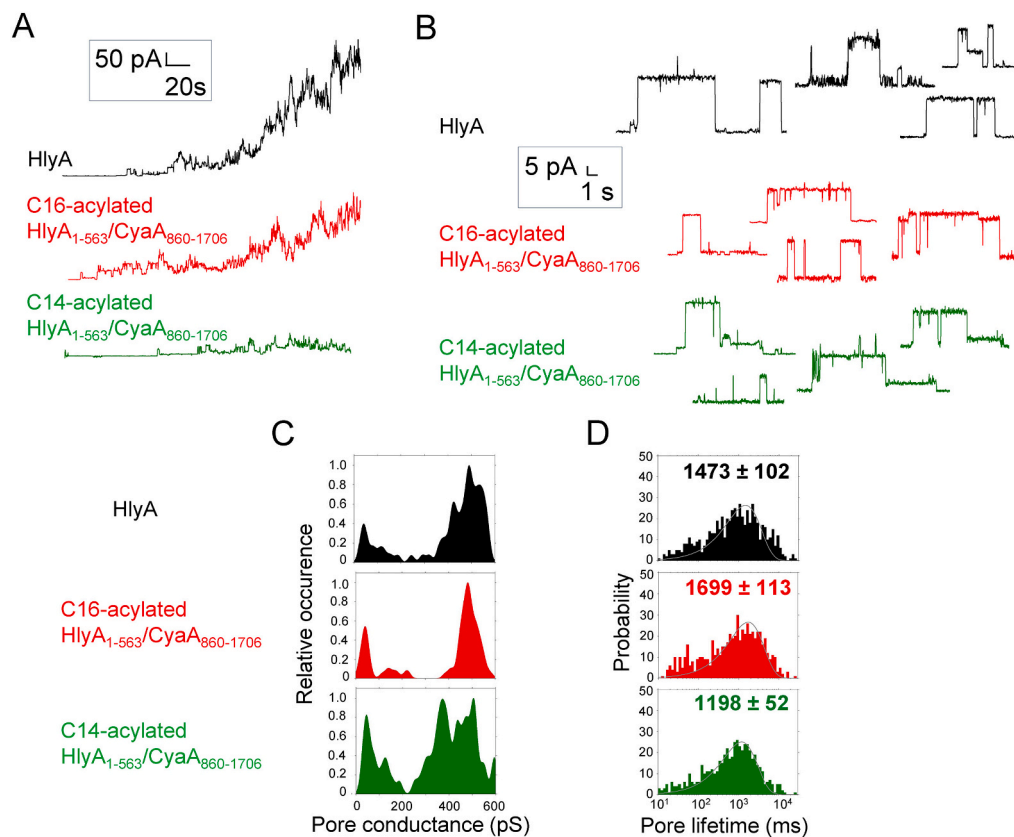 A
B
50 pA
20s
HlyA
HlyA
5 pA
1 s
C16-acylated
HlyA₁₋₅₆₃/CyaA₈₆₀₋₁₇₀₆
C16-acylated
HlyA₁₋₅₆₃/CyaA₈₆₀₋₁₇₀₆
C14-acylated
HlyA₁₋₅₆₃/CyaA₈₆₀₋₁₇₀₆
C14-acylated
HlyA₁₋₅₆₃/CyaA₈₆₀₋₁₇₀₆
C
D
HlyA
C16-acylated
HlyA₁₋₅₆₃/CyaA₈₆₀₋₁₇₀₆
C14-acylated
HlyA₁₋₅₆₃/CyaA₈₆₀₋₁₇₀₆
Relative occurence
1.0
0.8
0.6
0.4
0.2
0
1.0
0.8
0.6
0.4
0.2
0
1.0
0.8
0.6
0.4
0.2
0
0 200 400 600
Pore conductance (pS)
Probability
50
40
30
20
10
0
1473 ± 102
50
40
30
20
10
0
1699 ± 113
50
40
30
20
10
0
1198 ± 52
10¹ 10² 10³ 10⁴
Pore lifetime (ms)